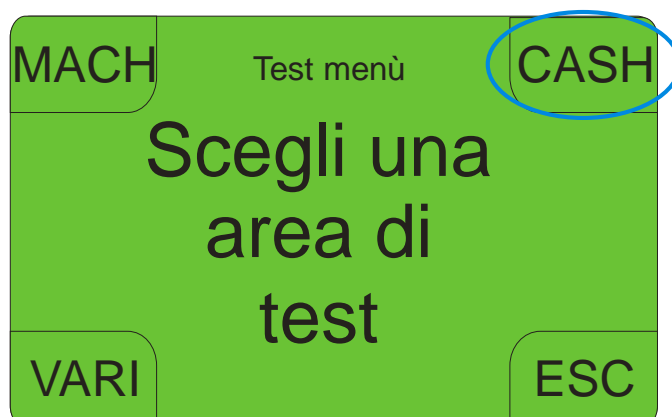 MACH Test menù CASH
Scegli una
area di
test
VARI ESC